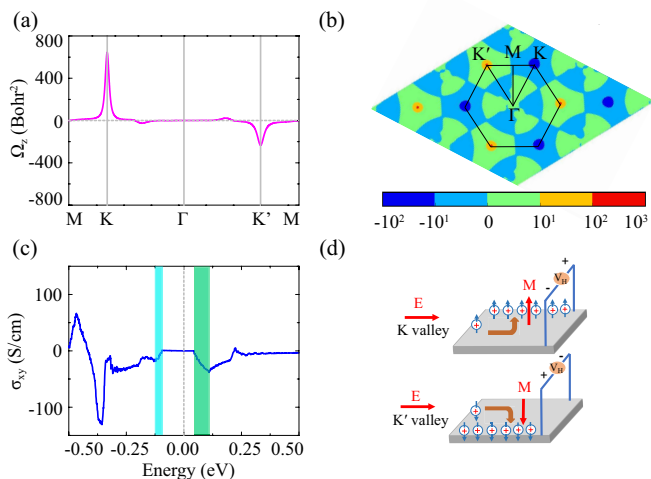 (a)
800
400
0
-400
-800
Ω_z (Bohr²)
M K Γ K’ M
(b)
K′ M K
Γ
-10² -10¹ 0 10¹ 10² 10³
(c)
100
0
-100
σ_xy (S/cm)
-0.50 -0.25 0.00 0.25 0.50
Energy (eV)
(d)
+
V_H
-
M
E
K valley
+ + + + + + +
-
V_H
+
M
E
K′ valley
+
+ + + + + +